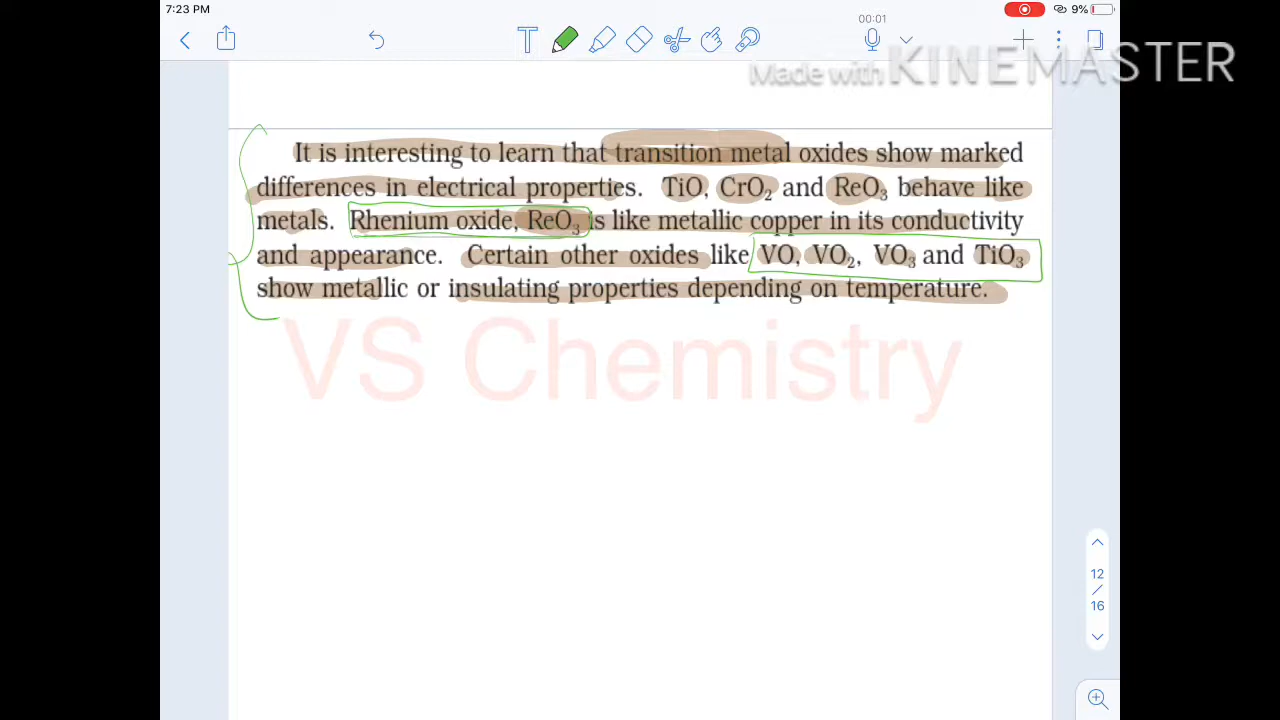 7:23 PM
9%
00:01
T
Made with KINEMASTER
It is interesting to learn that transition metal oxides show marked
differences in electrical properties. TiO, CrO₂ and ReO₃ behave like
metals. Rhenium oxide, ReO₃ is like metallic copper in its conductivity
and appearance. Certain other oxides like VO, VO₂, VO₃ and TiO₃
show metallic or insulating properties depending on temperature.
VS Chemistry
12
/
16